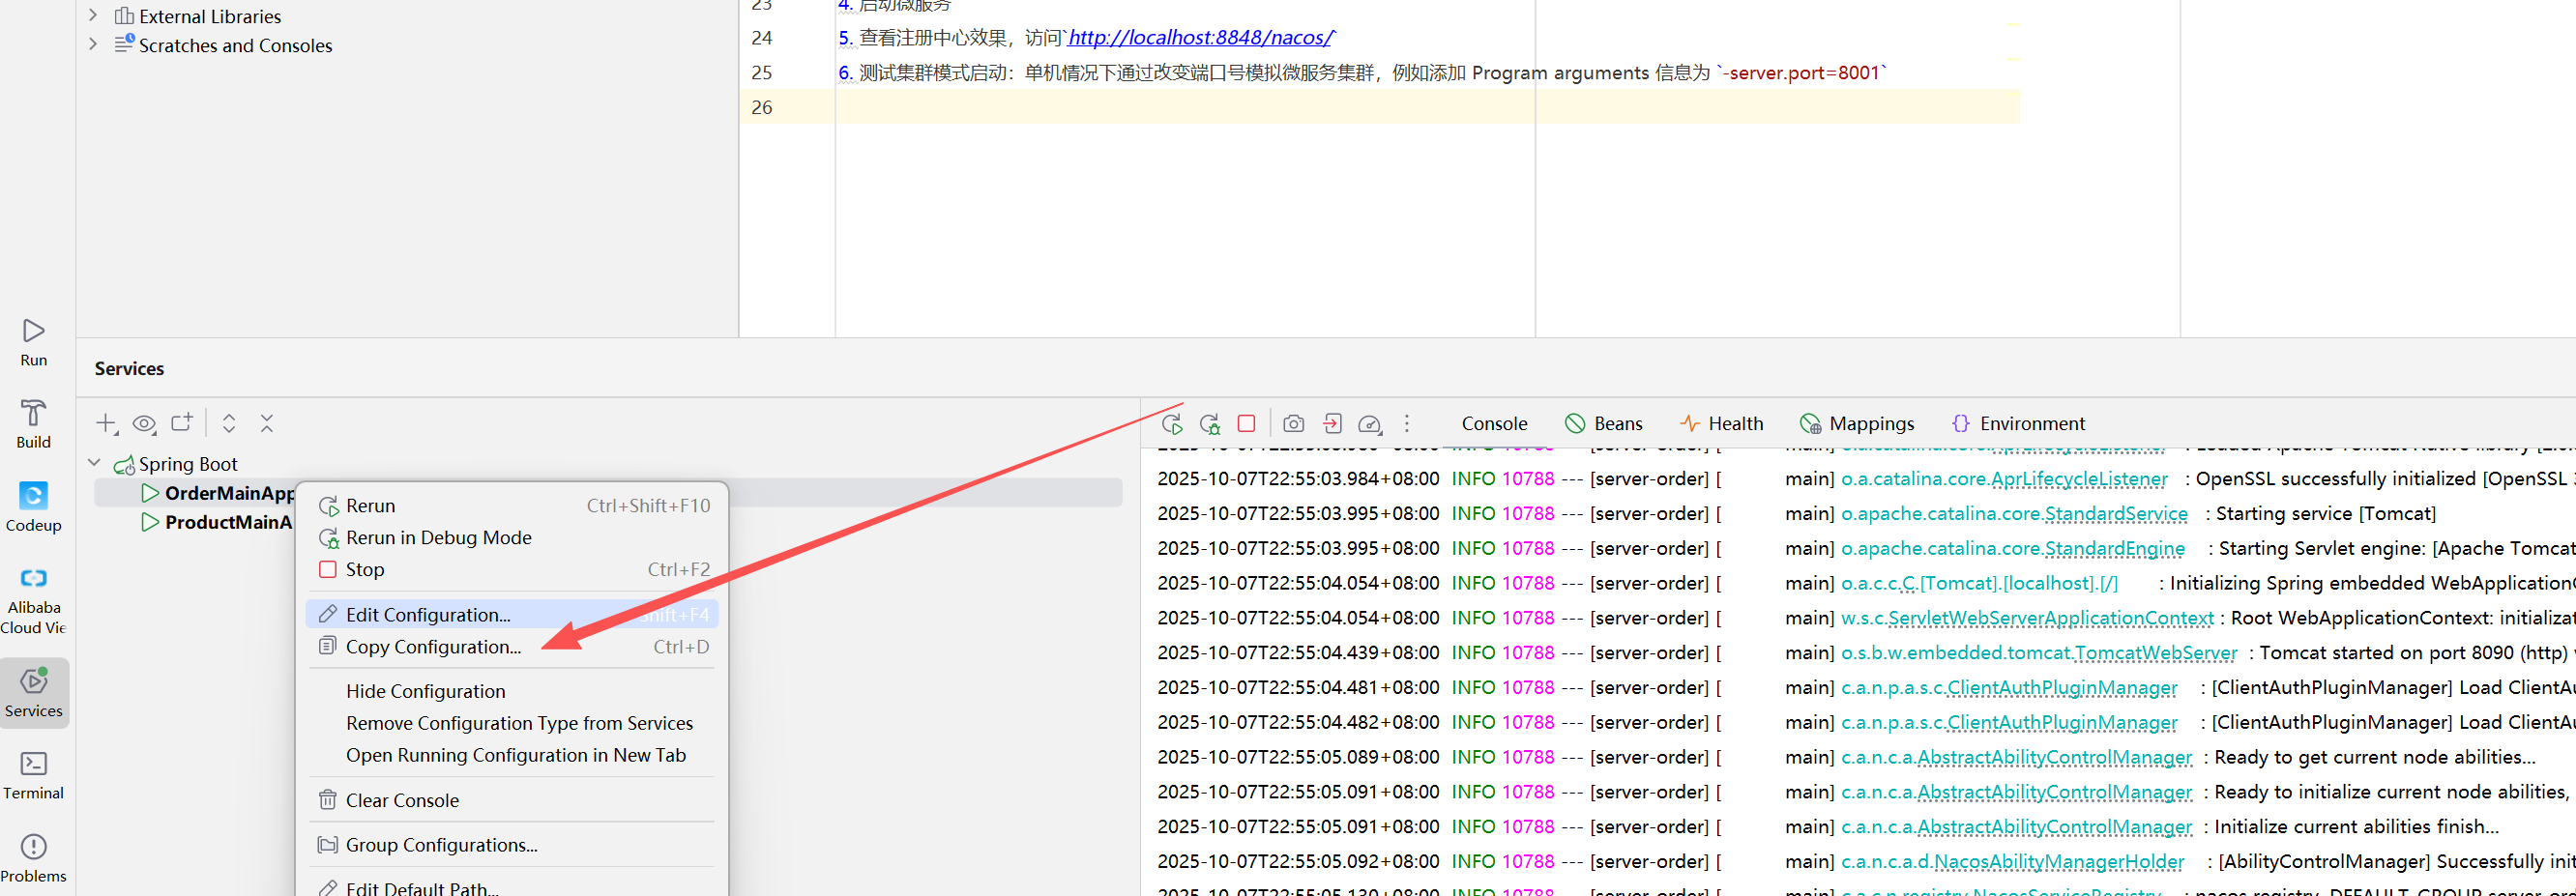 External Libraries
Scratches and Consoles
23 4. 启动微服务
24 5. 查看注册中心效果，访问`http://localhost:8848/nacos/`
25 6. 测试集群模式启动：单机情况下通过改变端口号模拟微服务集群，例如添加 Program arguments 信息为 `-server.port=8001`
26
Run
Build
Codeup
Alibaba
Cloud Vie
Services
Terminal
Problems
Services
Spring Boot
OrderMainApp
ProductMainA
Rerun Ctrl+Shift+F10
Rerun in Debug Mode
Stop Ctrl+F2
Edit Configuration... Shift+F4
Copy Configuration... Ctrl+D
Hide Configuration
Remove Configuration Type from Services
Open Running Configuration in New Tab
Clear Console
Group Configurations...
Edit Default Path...
Console Beans Health Mappings Environment
2025-10-07T22:55:03.984+08:00 INFO 10788 --- [server-order] [ main] o.a.catalina.core.AprLifecycleListener : OpenSSL successfully initialized [OpenSSL
2025-10-07T22:55:03.995+08:00 INFO 10788 --- [server-order] [ main] o.apache.catalina.core.StandardService : Starting service [Tomcat]
2025-10-07T22:55:03.995+08:00 INFO 10788 --- [server-order] [ main] o.apache.catalina.core.StandardEngine : Starting Servlet engine: [Apache Tomcat
2025-10-07T22:55:04.054+08:00 INFO 10788 --- [server-order] [ main] o.a.c.c.C.[Tomcat].[localhost].[/] : Initializing Spring embedded WebApplicationC
2025-10-07T22:55:04.054+08:00 INFO 10788 --- [server-order] [ main] w.s.c.ServletWebServerApplicationContext : Root WebApplicationContext: initializat
2025-10-07T22:55:04.439+08:00 INFO 10788 --- [server-order] [ main] o.s.b.w.embedded.tomcat.TomcatWebServer : Tomcat started on port 8090 (http)
2025-10-07T22:55:04.481+08:00 INFO 10788 --- [server-order] [ main] c.a.n.p.a.s.c.ClientAuthPluginManager : [ClientAuthPluginManager] Load ClientAu
2025-10-07T22:55:04.482+08:00 INFO 10788 --- [server-order] [ main] c.a.n.p.a.s.c.ClientAuthPluginManager : [ClientAuthPluginManager] Load ClientAu
2025-10-07T22:55:05.089+08:00 INFO 10788 --- [server-order] [ main] c.a.n.c.a.AbstractAbilityControlManager : Ready to get current node abilities...
2025-10-07T22:55:05.091+08:00 INFO 10788 --- [server-order] [ main] c.a.n.c.a.AbstractAbilityControlManager : Ready to initialize current node abilities,
2025-10-07T22:55:05.091+08:00 INFO 10788 --- [server-order] [ main] c.a.n.c.a.AbstractAbilityControlManager : Initialize current abilities finish...
2025-10-07T22:55:05.092+08:00 INFO 10788 --- [server-order] [ main] c.a.n.c.a.d.NacosAbilityManagerHolder : [AbilityControlManager] Successfully init